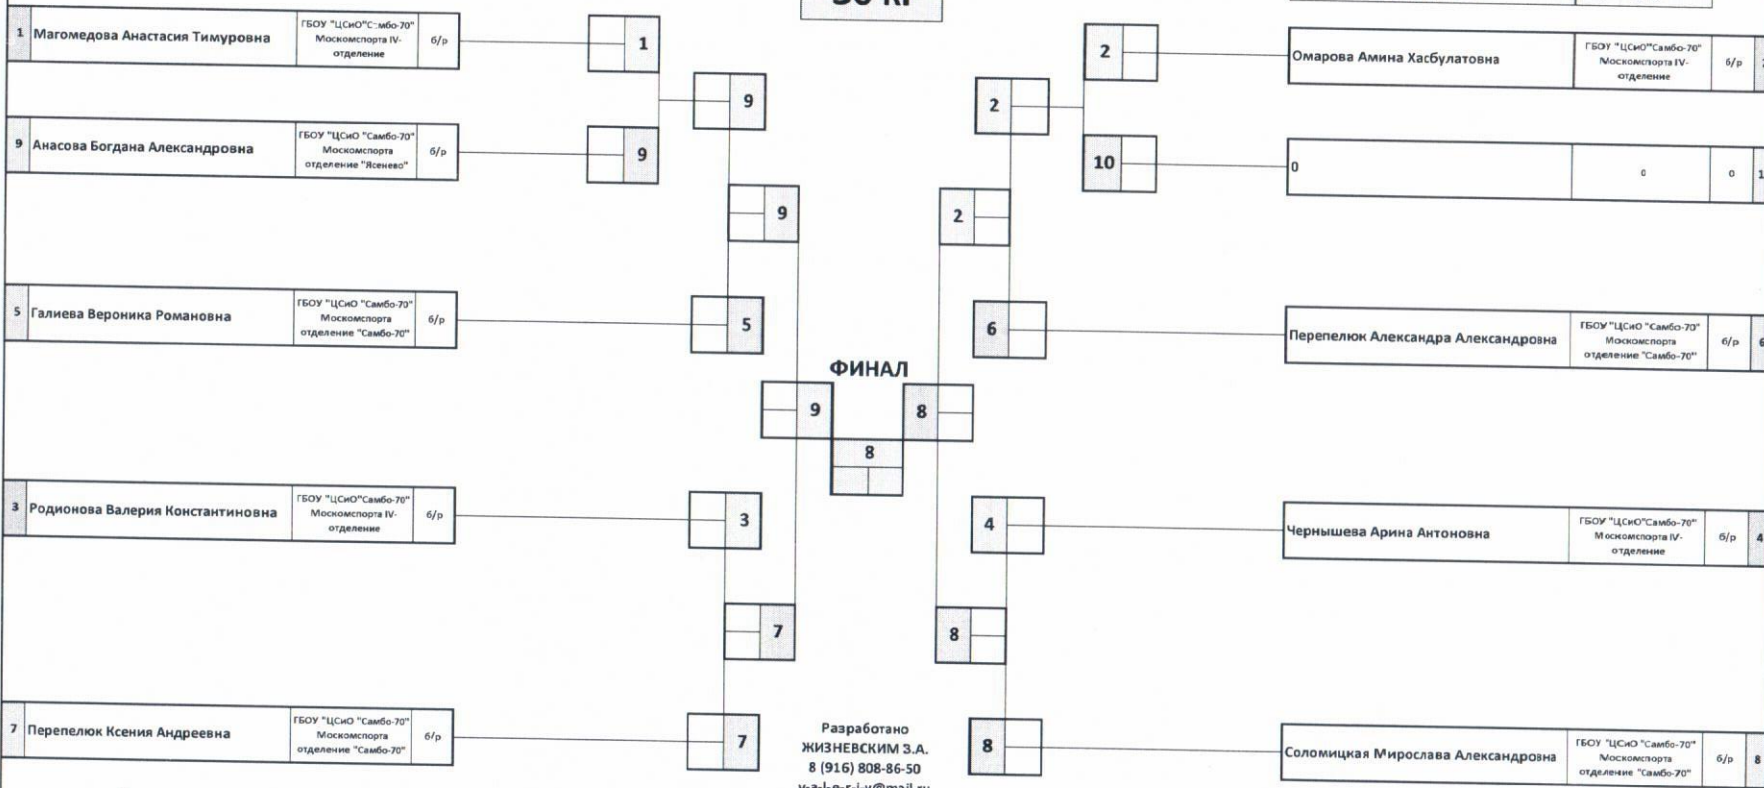 1 Магомедова Анастасия Тимуровна ГБОУ "ЦСиО"Самбо-70" Москомспорта IV- отделение б/р
1
2
Омарова Амина Хасбулатовна ГБОУ "ЦСиО"Самбо-70" Москомспорта IV- отделение б/р
9
2
9 Анасова Богдана Александровна ГБОУ "ЦСиО "Самбо-70" Москомспорта отделение "Ясенево" б/р
9
10
0 0 0 1
9
2
5 Галиева Вероника Романовна ГБОУ "ЦСиО "Самбо-70" Москомспорта отделение "Самбо-70" б/р
5
6
Перепелюк Александра Александровна ГБОУ "ЦСиО "Самбо-70" Москомспорта отделение "Самбо-70" б/р 6
ФИНАЛ
9
8
8
3 Родионова Валерия Константиновна ГБОУ "ЦСиО"Самбо-70" Москомспорта IV- отделение б/р
3
4
Чернышева Арина Антоновна ГБОУ "ЦСиО"Самбо-70" Москомспорта IV- отделение б/р 4
7
8
7 Перепелюк Ксения Андреевна ГБОУ "ЦСиО "Самбо-70" Москомспорта отделение "Самбо-70" б/р
7
8
Соломицкая Мирослава Александровна ГБОУ "ЦСиО "Самбо-70" Москомспорта отделение "Самбо-70" б/р 8
Разработано
ЖИЗНЕВСКИМ З.А.
8 (916) 808-86-50